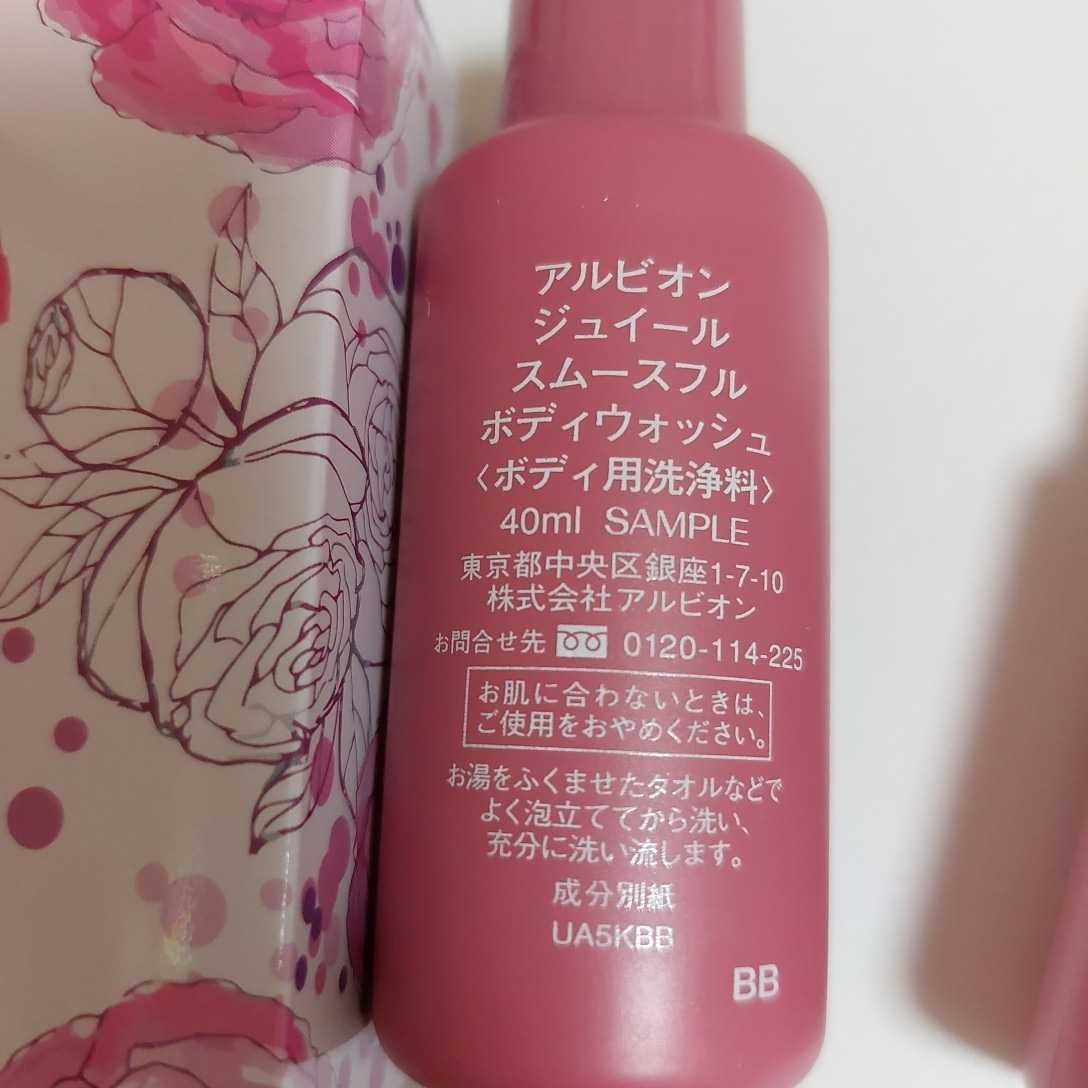 アルビオン
ジュイール
スムースフル
ボディウォッシュ
〈ボディ用洗浄料〉
40ml SAMPLE
東京都中央区銀座1-7-10
株式会社アルビオン
お問合せ先 0120-114-225
お肌に合わないときは、
ご使用をおやめください。
お湯をふくませたタオルなどで
よく泡立ててから洗い、
充分に洗い流します。
成分別紙
UA5KBB
BB